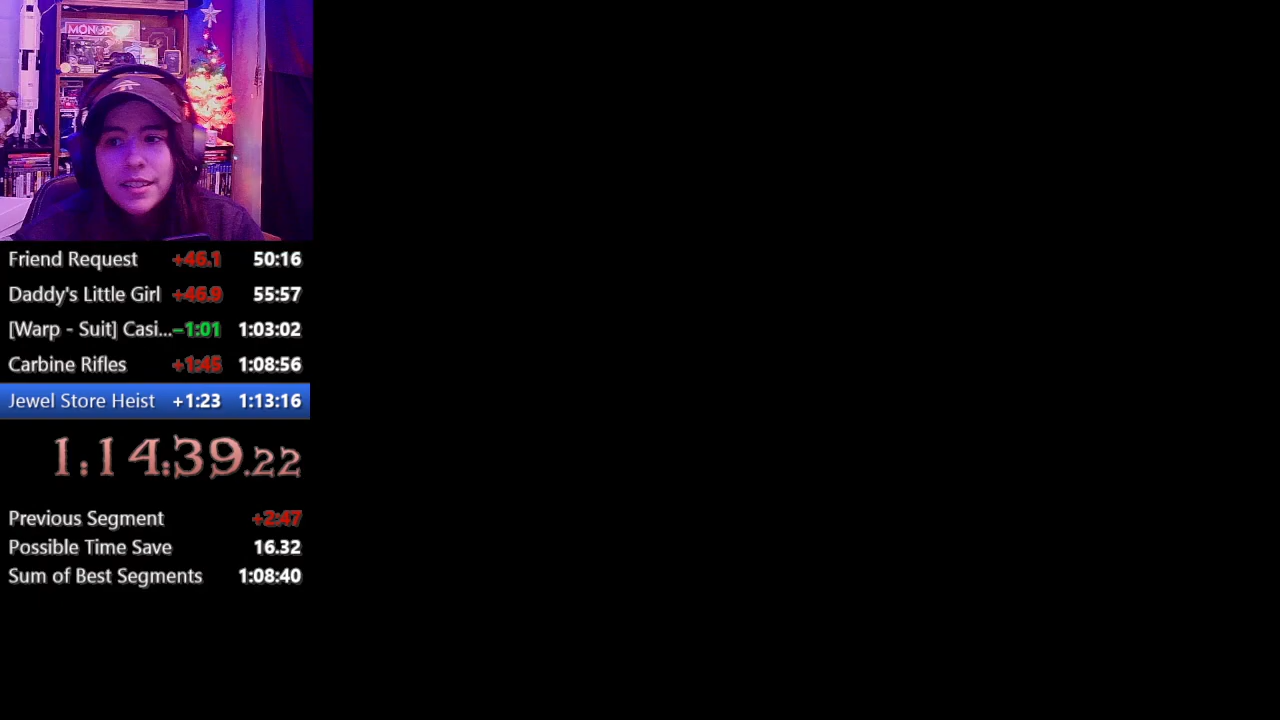 MONOPO
Friend Request +46.1 50:16
Daddy's Little Girl +46.9 55:57
[Warp - Suit] Casi... −1:01 1:03:02
Carbine Rifles +1:45 1:08:56
Jewel Store Heist +1:23 1:13:16
1:14:39.22
Previous Segment +2:47
Possible Time Save 16.32
Sum of Best Segments 1:08:40